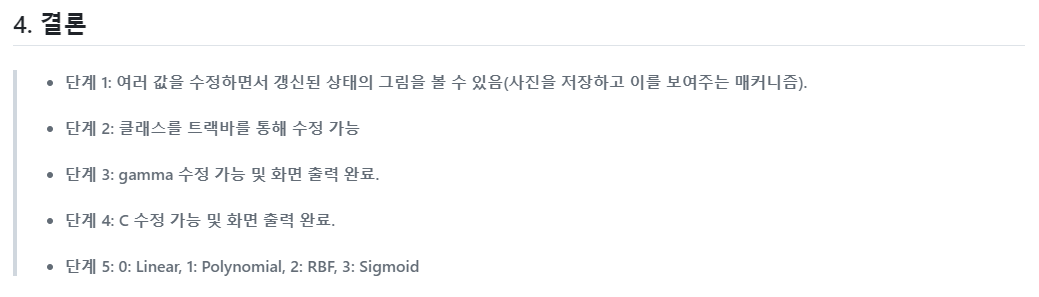 4. 결론
단계 1: 여러 값을 수정하면서 갱신된 상태의 그림을 볼 수 있음(사진을 저장하고 이를 보여주는 매커니즘).
단계 2: 클래스를 트랙바를 통해 수정 가능
단계 3: gamma 수정 가능 및 화면 출력 완료.
단계 4: C 수정 가능 및 화면 출력 완료.
단계 5: 0: Linear, 1: Polynomial, 2: RBF, 3: Sigmoid